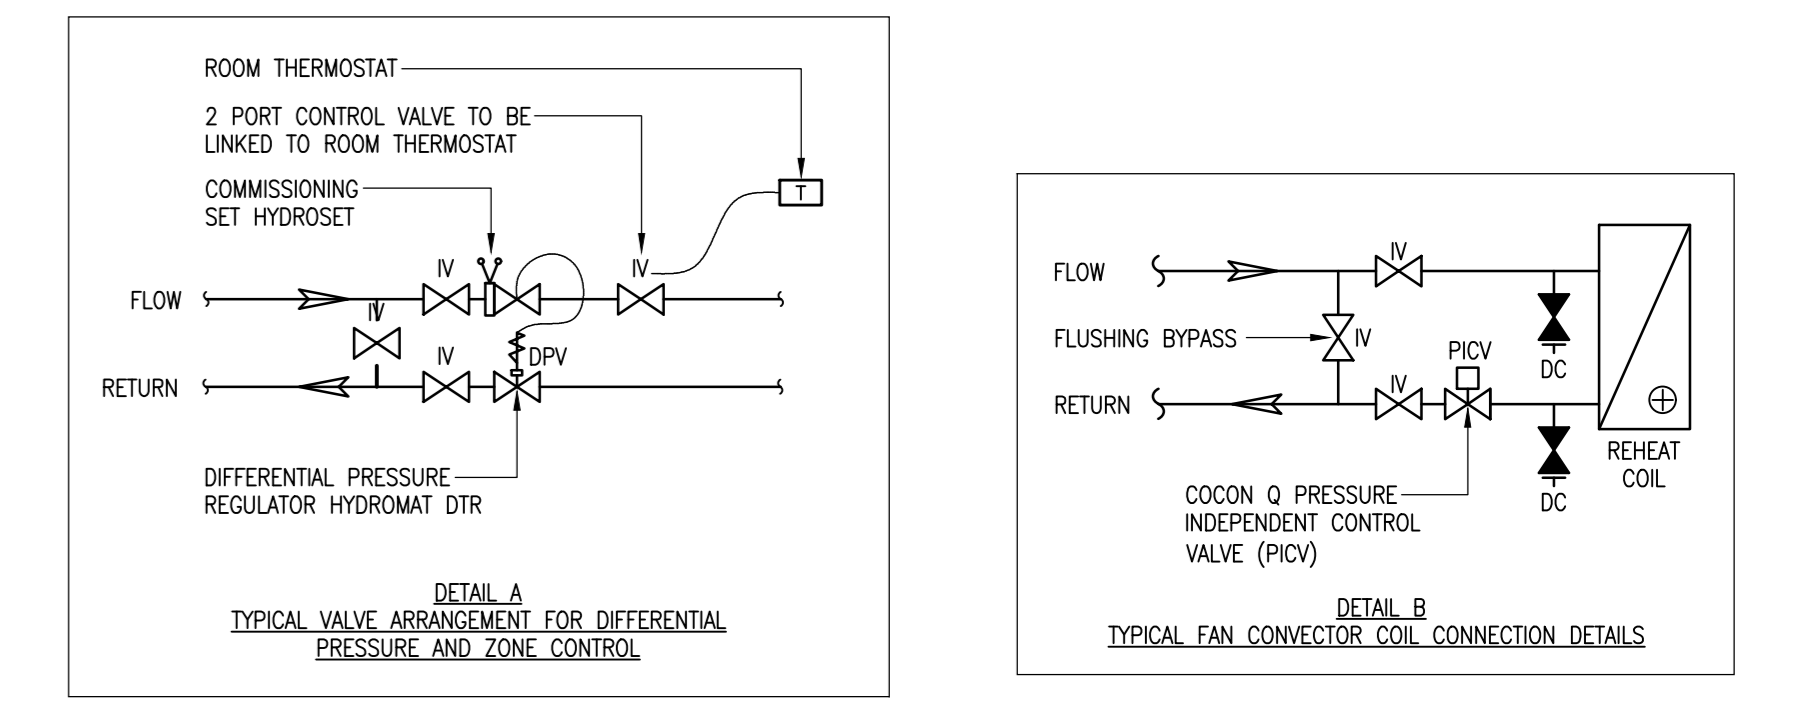 ROOM THERMOSTAT
2 PORT CONTROL VALVE TO BE
LINKED TO ROOM THERMOSTAT
COMMISSIONING
SET HYDROSET
T
IV
IV
FLOW
IV
IV
DPV
RETURN
DIFFERENTIAL PRESSURE
REGULATOR HYDROMAT DTR
DETAIL A
TYPICAL VALVE ARRANGEMENT FOR DIFFERENTIAL
PRESSURE AND ZONE CONTROL
IV
FLOW
FLUSHING BYPASS
IV
PICV
DC
IV
RETURN
REHEAT
COIL
DC
COCON Q PRESSURE
INDEPENDENT CONTROL
VALVE (PICV)
DETAIL B
TYPICAL FAN CONVECTOR COIL CONNECTION DETAILS